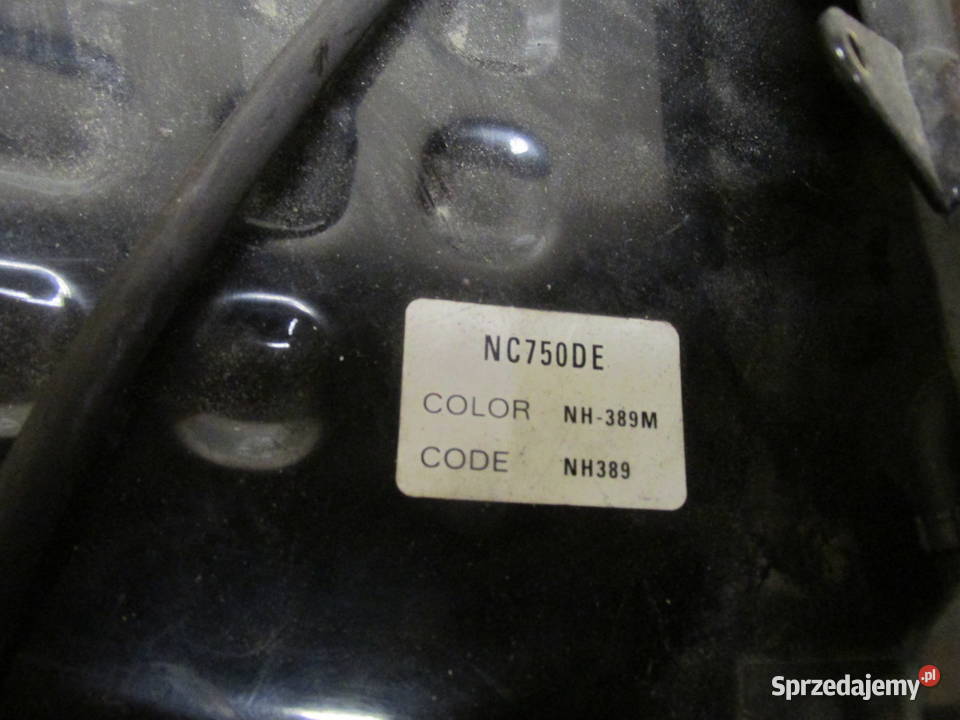 NC750DE
COLOR NH-389M
CODE NH389
Sprzedajemy.pl